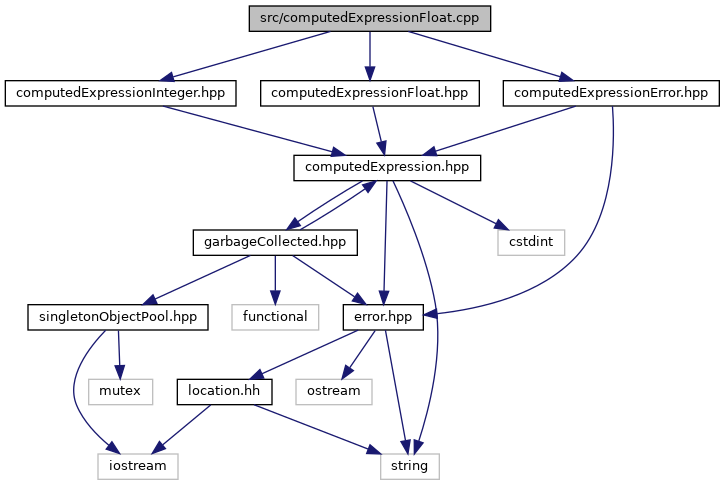 src/computedExpressionFloat.cpp
computedExpressionInteger.hpp
computedExpressionFloat.hpp
computedExpressionError.hpp
computedExpression.hpp
garbageCollected.hpp
cstdint
singletonObjectPool.hpp
functional
error.hpp
mutex
location.hh
ostream
iostream
string